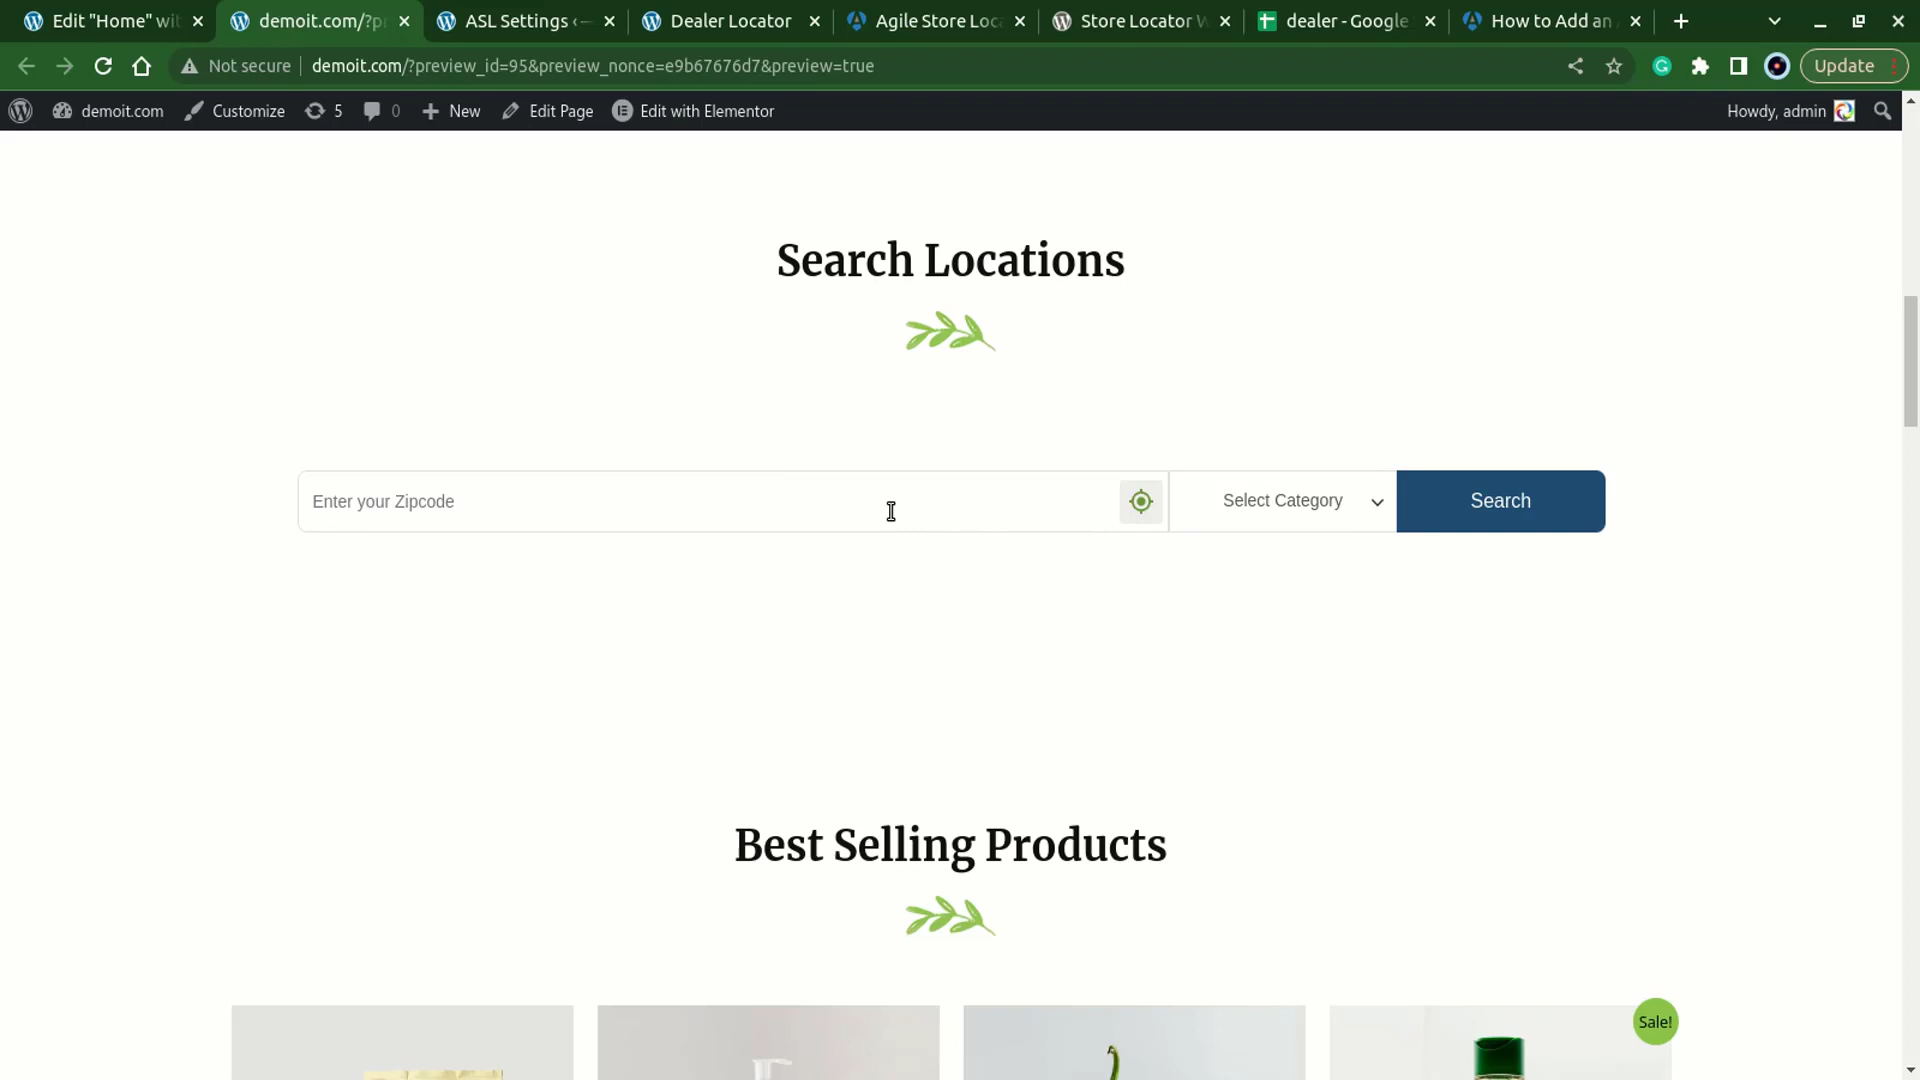 Edit "Home" wit
demoit.com/?p
ASL Settings ‹ —
Dealer Locator
Agile Store Loc
Store Locator W
dealer - Google
How to Add an
Not secure
demoit.com/?preview_id=95&preview_nonce=e9b67676d7&preview=true
Update
demoit.com
Customize
5
0
New
Edit Page
Edit with Elementor
Howdy, admin
Search Locations
Enter your Zipcode
Select Category
Search
Best Selling Products
Sale!